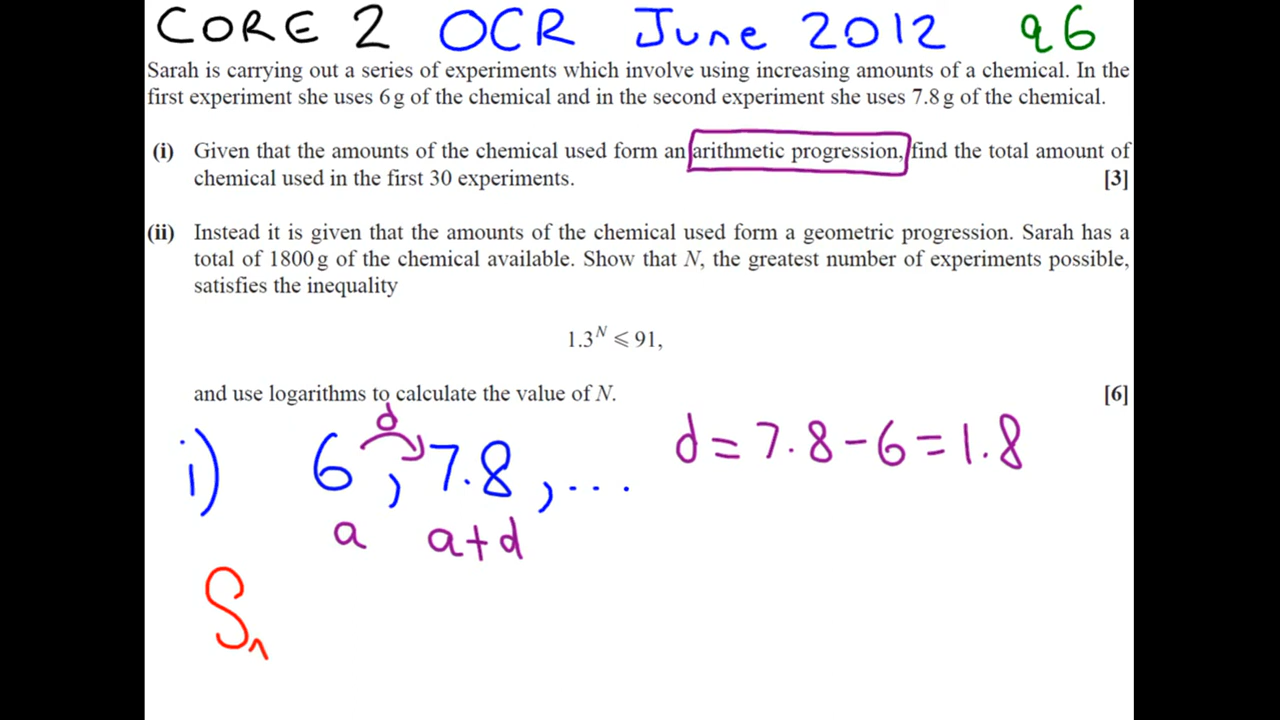 CORE 2 OCR June 2012 q6
Sarah is carrying out a series of experiments which involve using increasing amounts of a chemical. In the
first experiment she uses 6 g of the chemical and in the second experiment she uses 7.8 g of the chemical.
(i) Given that the amounts of the chemical used form an arithmetic progression, find the total amount of
chemical used in the first 30 experiments. [3]
(ii) Instead it is given that the amounts of the chemical used form a geometric progression. Sarah has a
total of 1800 g of the chemical available. Show that N, the greatest number of experiments possible,
satisfies the inequality
1.3^N ⩽ 91,
and use logarithms to calculate the value of N. [6]
d
i) 6, 7.8, ... d = 7.8 - 6 = 1.8
a a+d
Sn